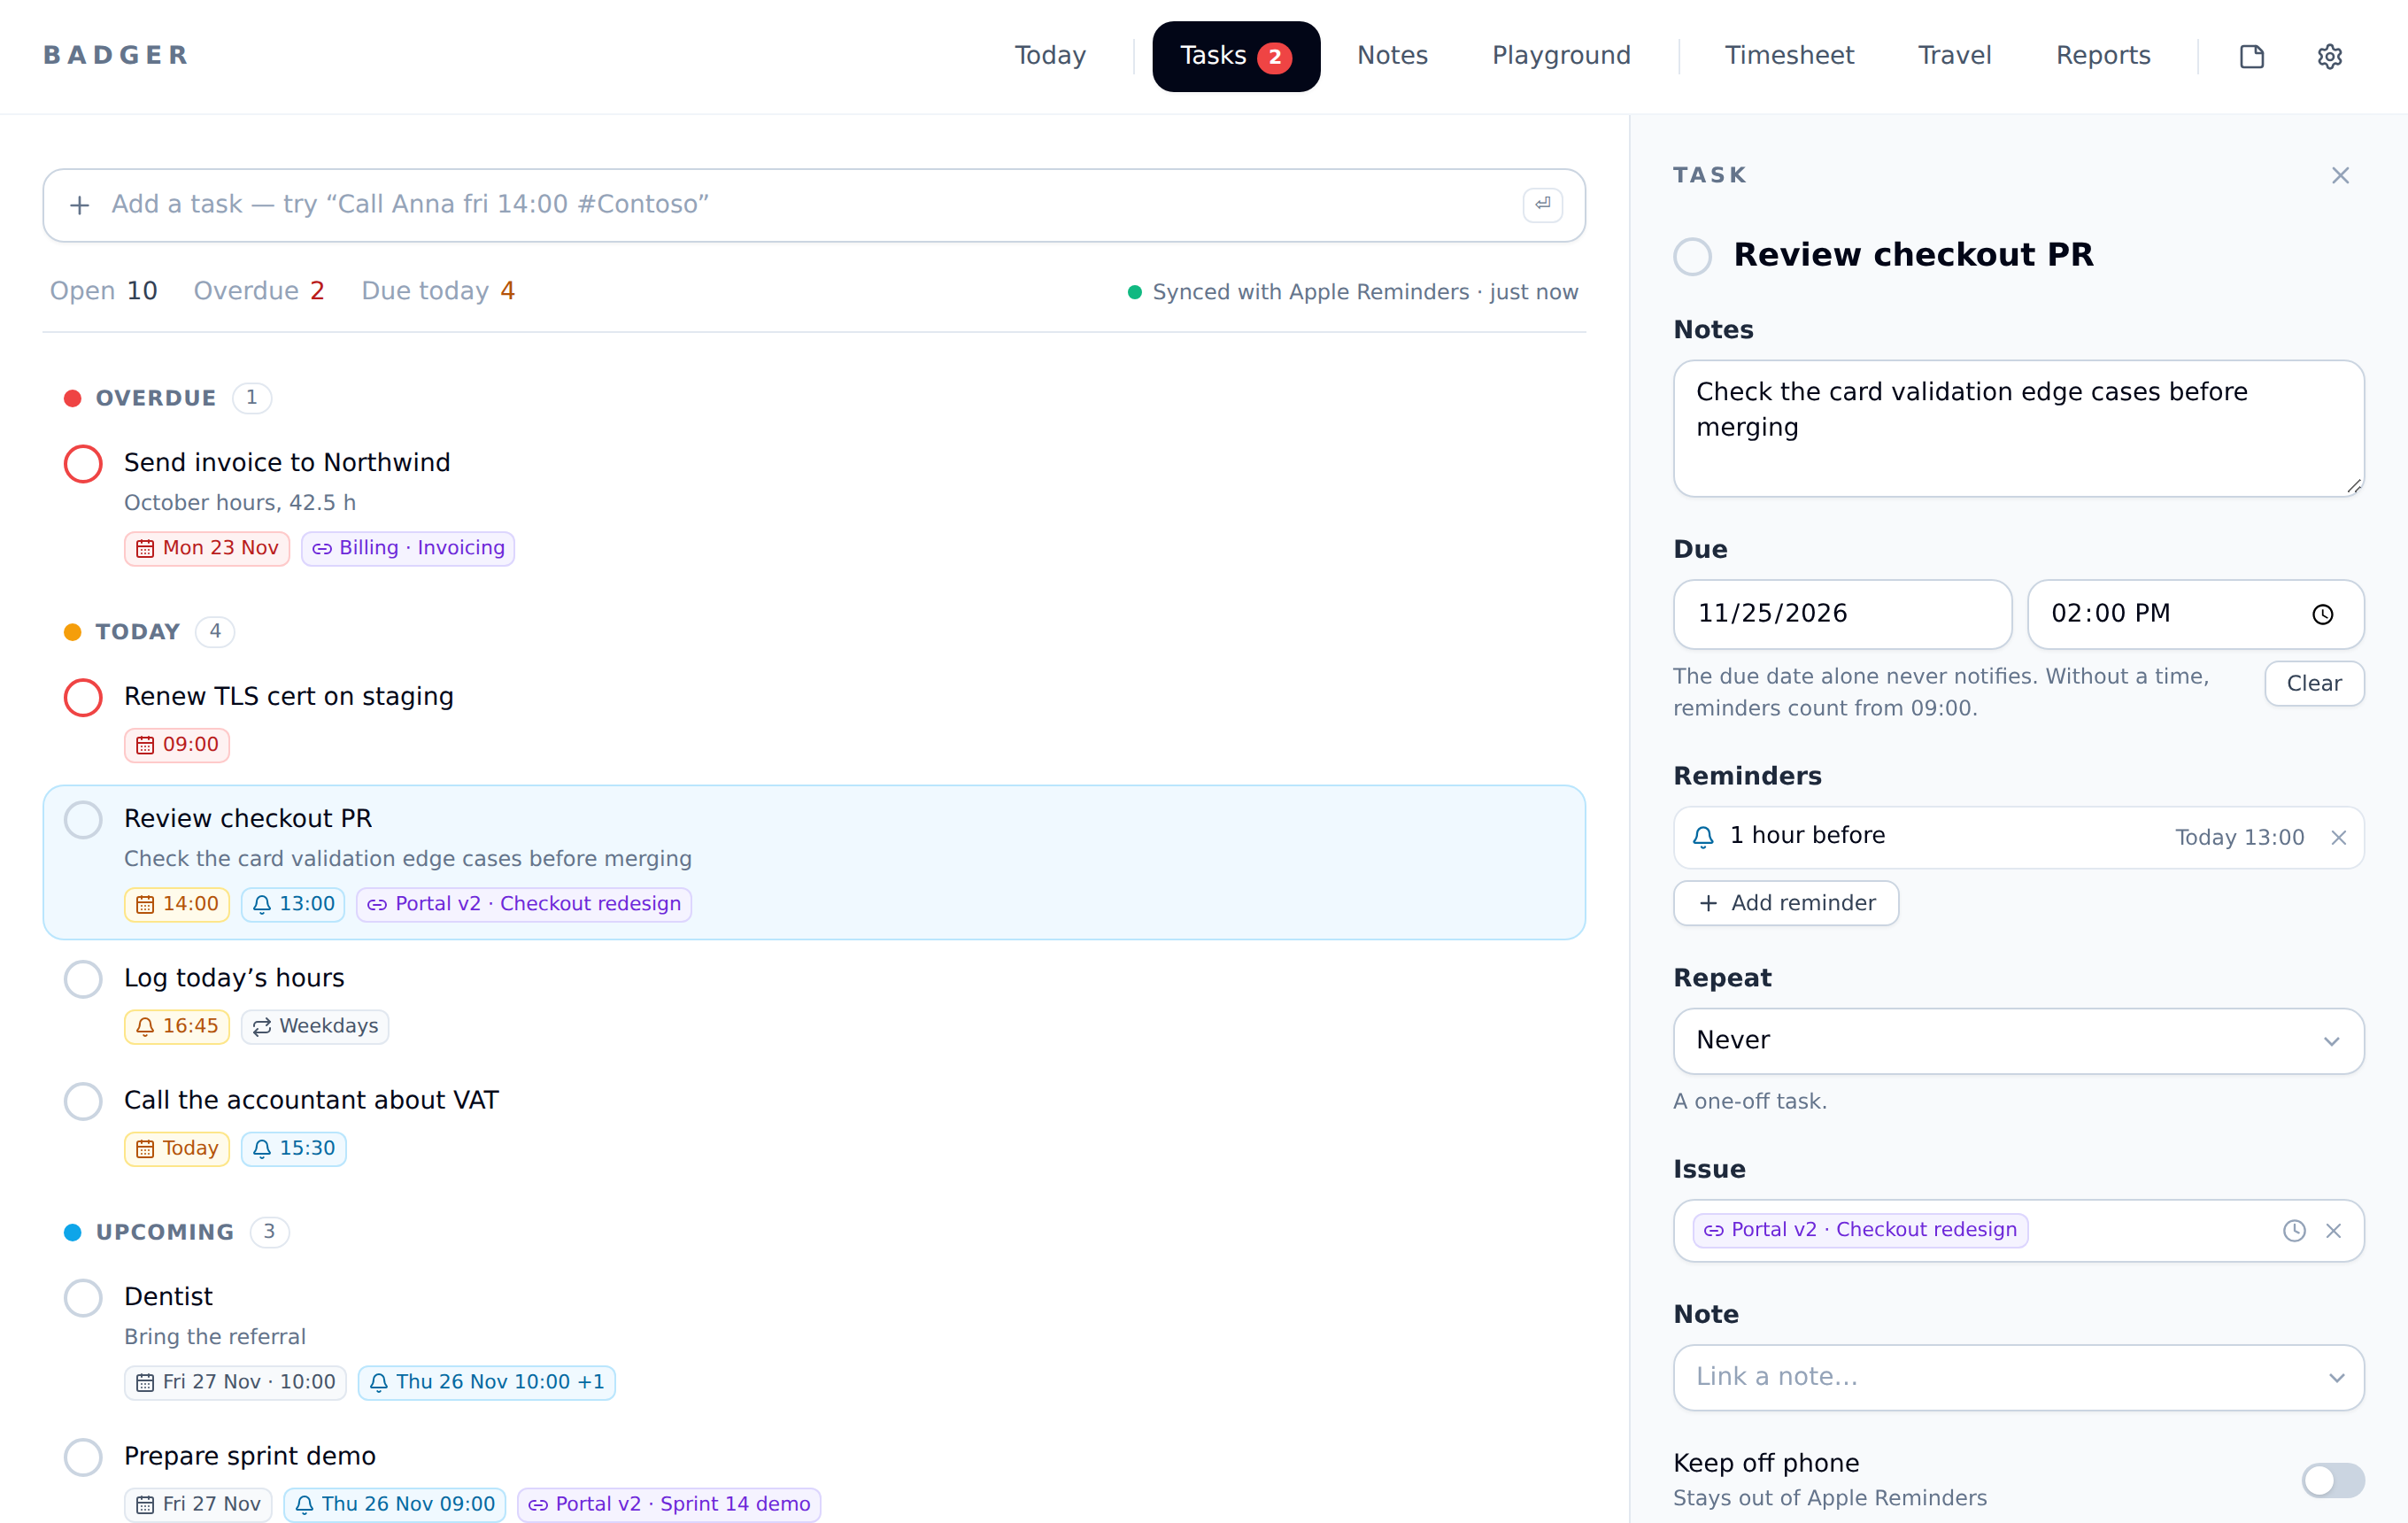 BADGER
Today
Tasks 2
Notes
Playground
Timesheet
Travel
Reports
Add a task — try “Call Anna fri 14:00 #Contoso”
⏎
Open 10
Overdue 2
Due today 4
Synced with Apple Reminders · just now
OVERDUE 1
Send invoice to Northwind
October hours, 42.5 h
Mon 23 Nov
Billing · Invoicing
TODAY 4
Renew TLS cert on staging
09:00
Review checkout PR
Check the card validation edge cases before merging
14:00
13:00
Portal v2 · Checkout redesign
Log today’s hours
16:45
Weekdays
Call the accountant about VAT
Today
15:30
UPCOMING 3
Dentist
Bring the referral
Fri 27 Nov · 10:00
Thu 26 Nov 10:00 +1
Prepare sprint demo
Fri 27 Nov
Thu 26 Nov 09:00
Portal v2 · Sprint 14 demo
TASK
Review checkout PR
Notes
Check the card validation edge cases before
merging
Due
11/25/2026
02:00 PM
The due date alone never notifies. Without a time,
reminders count from 09:00.
Clear
Reminders
1 hour before
Today 13:00
Add reminder
Repeat
Never
A one-off task.
Issue
Portal v2 · Checkout redesign
Note
Link a note…
Keep off phone
Stays out of Apple Reminders